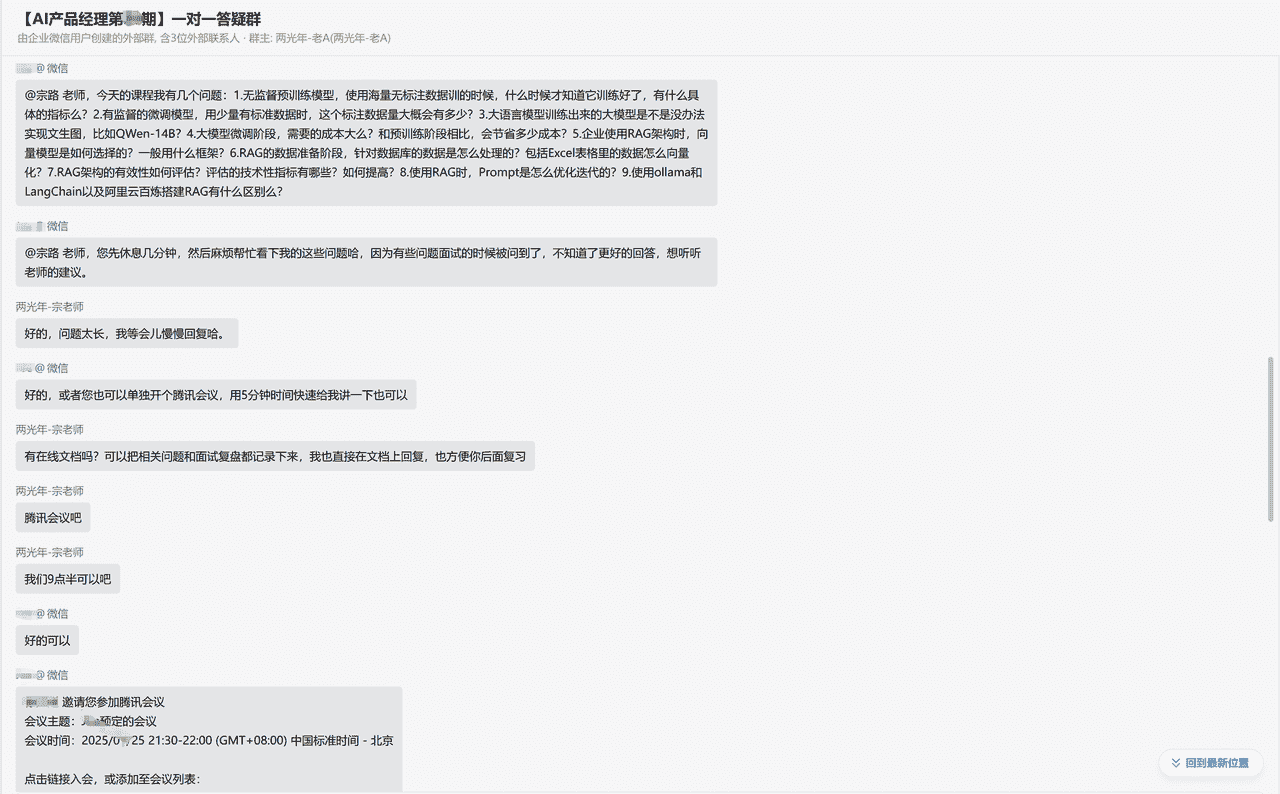 【AI产品经理第期】一对一答疑群
由企业微信用户创建的外部群, 含3位外部联系人 · 群主: 两光年-老A(两光年-老A)
@ 微信
@宗路 老师，今天的课程我有几个问题：1.无监督预训练模型，使用海量无标注数据训的时候，什么时候才知道它训练好了，有什么具
体的指标么？2.有监督的微调模型，用少量有标准数据时，这个标注数据量大概会有多少？3.大语言模型训练出来的大模型是不是没办法
实现文生图，比如QWen-14B？4.大模型微调阶段，需要的成本大么？和预训练阶段相比，会节省多少成本？5.企业使用RAG架构时，向
量模型是如何选择的？一般用什么框架？6.RAG的数据准备阶段，针对数据库的数据是怎么处理的？包括Excel表格里的数据怎么向量
化？7.RAG架构的有效性如何评估？评估的技术性指标有哪些？如何提高？8.使用RAG时，Prompt是怎么优化迭代的？9.使用ollama和
LangChain以及阿里云百炼搭建RAG有什么区别么？
微信
@宗路 老师，您先休息几分钟，然后麻烦帮忙看下我的这些问题哈，因为有些问题面试的时候被问到了，不知道了更好的回答，想听听
老师的建议。
两光年-宗老师
好的，问题太长，我等会儿慢慢回复哈。
@ 微信
好的，或者您也可以单独开个腾讯会议，用5分钟时间快速给我讲一下也可以
两光年-宗老师
有在线文档吗？可以把相关问题和面试复盘都记录下来，我也直接在文档上回复，也方便你后面复习
两光年-宗老师
腾讯会议吧
两光年-宗老师
我们9点半可以吧
@ 微信
好的可以
@ 微信
邀请您参加腾讯会议
会议主题：预定的会议
会议时间：2025/0/25 21:30-22:00 (GMT+08:00) 中国标准时间 - 北京
点击链接入会，或添加至会议列表：
回到最新位置